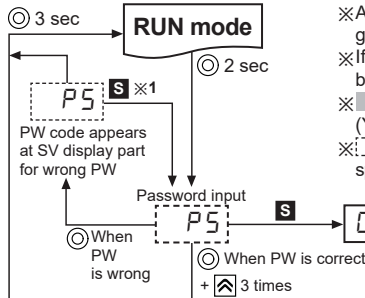 ◎ 3 sec
RUN mode
◎ 2 sec
※A
g
※If
b
※
(
※
s
PS
S ※1
PW code appears
at SV display part
for wrong PW
Password input
PS
S
◎ When
PW
is wrong
◎ When PW is correct
+ 3 times